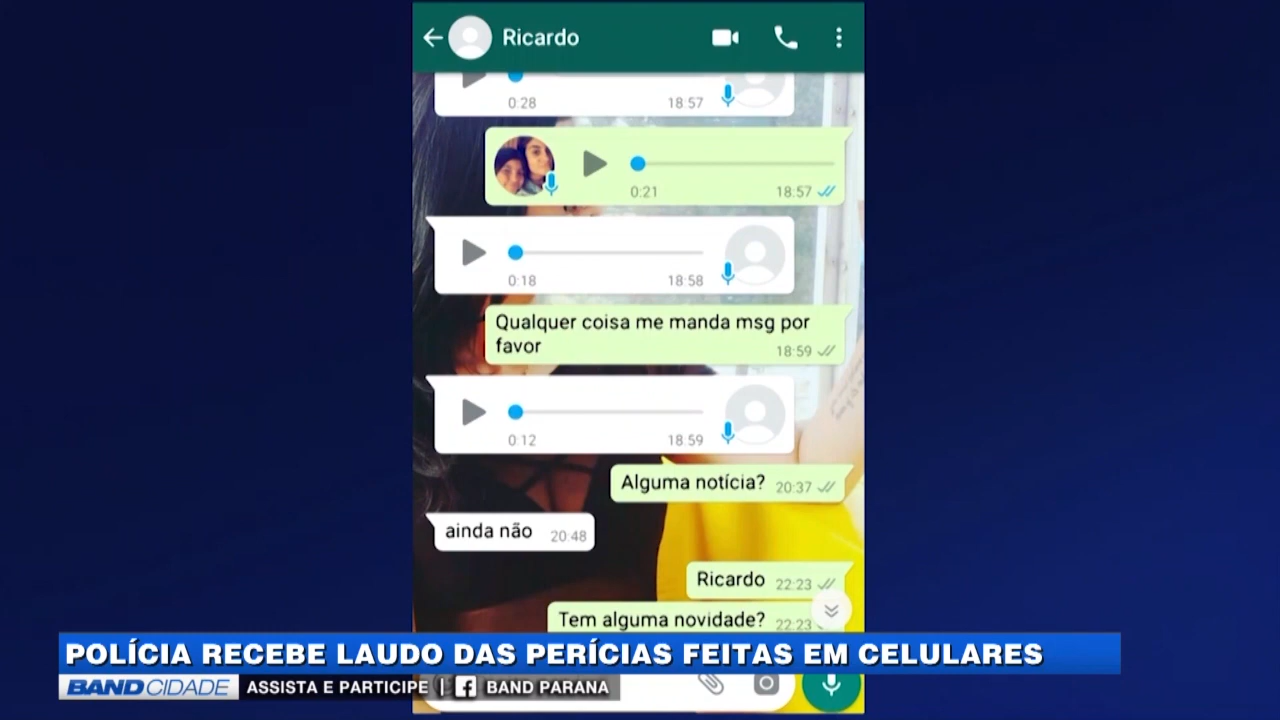 Ricardo
0:28 18:57
0:21 18:57
0:18 18:58
Qualquer coisa me manda msg por
favor 18:59
0:12 18:59
Alguma notícia? 20:37
ainda não 20:48
Ricardo 22:23
Tem alguma novidade? 22:23
POLÍCIA RECEBE LAUDO DAS PERÍCIAS FEITAS EM CELULARES
BAND CIDADE ASSISTA E PARTICIPE | f BAND PARANA